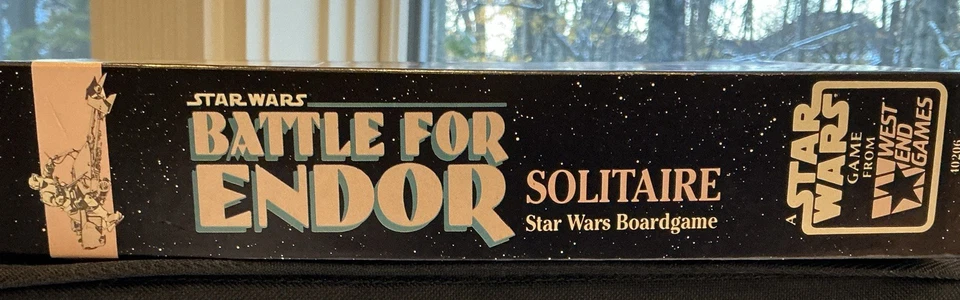 STAR WARS
BATTLE FOR
ENDOR
SOLITAIRE
Star Wars Boardgame
A
STAR
WARS
GAME
FROM
WEST
END
GAMES
40206